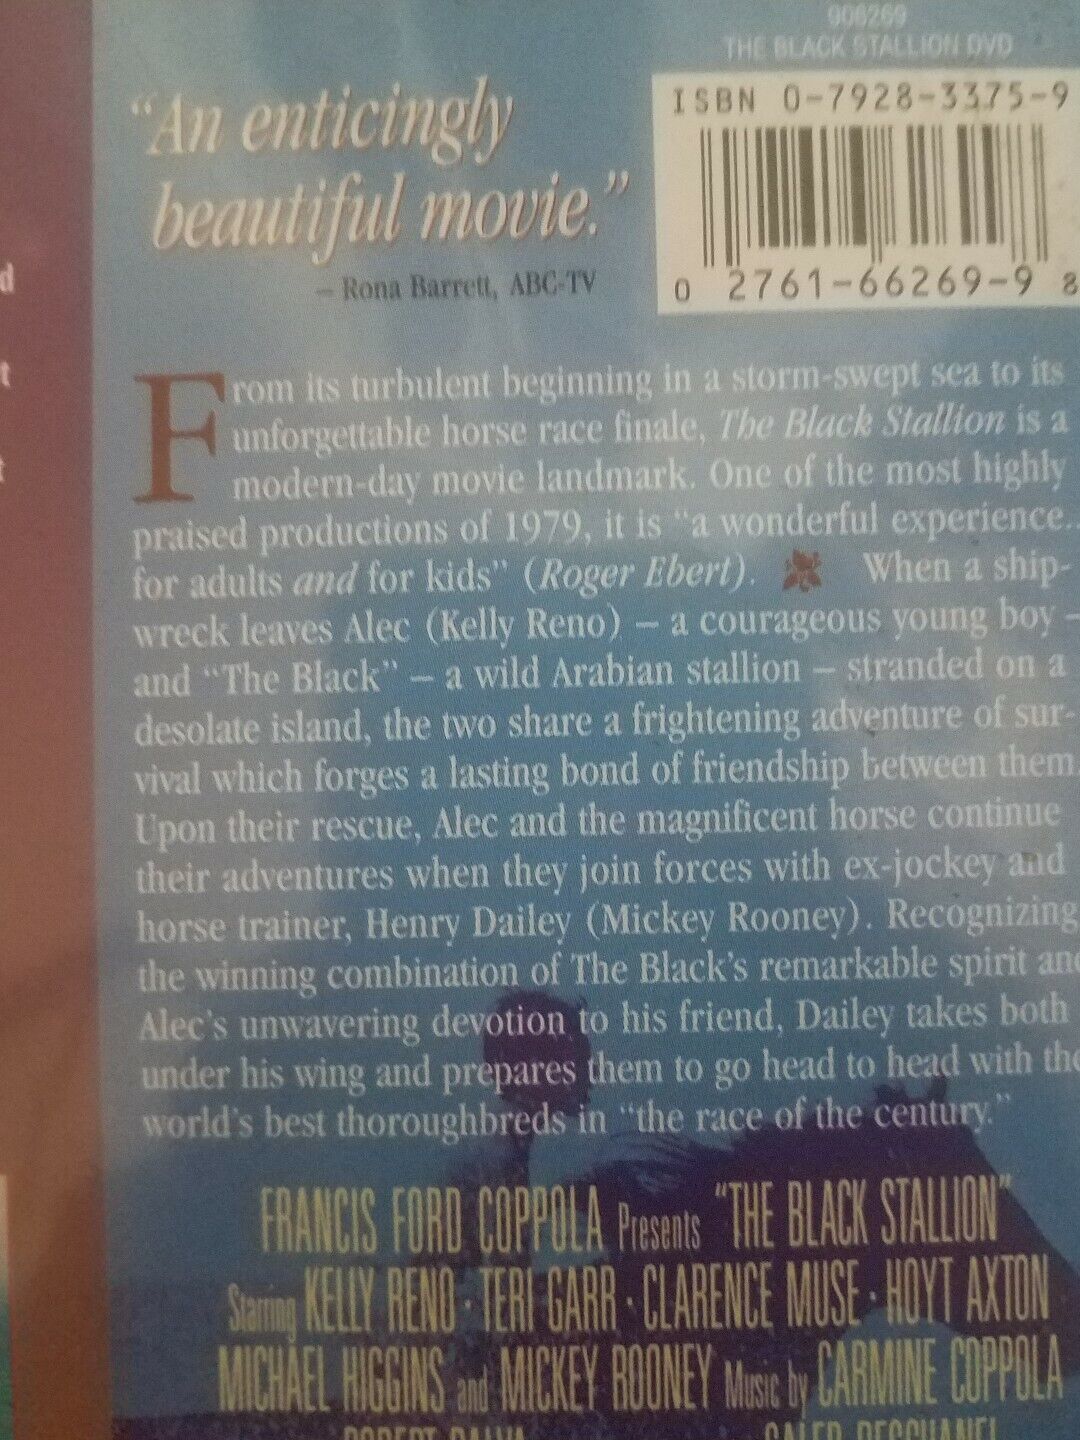 906269
THE BLACK STALLION DVD
ISBN 0-7928-3375-9
0 2761-66269-9 8
"An enticingly
beautiful movie."
– Rona Barrett, ABC-TV
d
t
t
From its turbulent beginning in a storm-swept sea to its
unforgettable horse race finale, The Black Stallion is a
modern-day movie landmark. One of the most highly
praised productions of 1979, it is "a wonderful experience..
for adults and for kids" (Roger Ebert). When a ship-
wreck leaves Alec (Kelly Reno) – a courageous young boy –
and "The Black" – a wild Arabian stallion – stranded on a
desolate island, the two share a frightening adventure of sur-
vival which forges a lasting bond of friendship between them.
Upon their rescue, Alec and the magnificent horse continue
their adventures when they join forces with ex-jockey and
horse trainer, Henry Dailey (Mickey Rooney). Recognizing
the winning combination of The Black's remarkable spirit and
Alec's unwavering devotion to his friend, Dailey takes both
under his wing and prepares them to go head to head with the
world's best thoroughbreds in "the race of the century."
FRANCIS FORD COPPOLA Presents "THE BLACK STALLION"
Starring KELLY RENO · TERI GARR · CLARENCE MUSE · HOYT AXTON
MICHAEL HIGGINS and MICKEY ROONEY Music by CARMINE COPPOLA